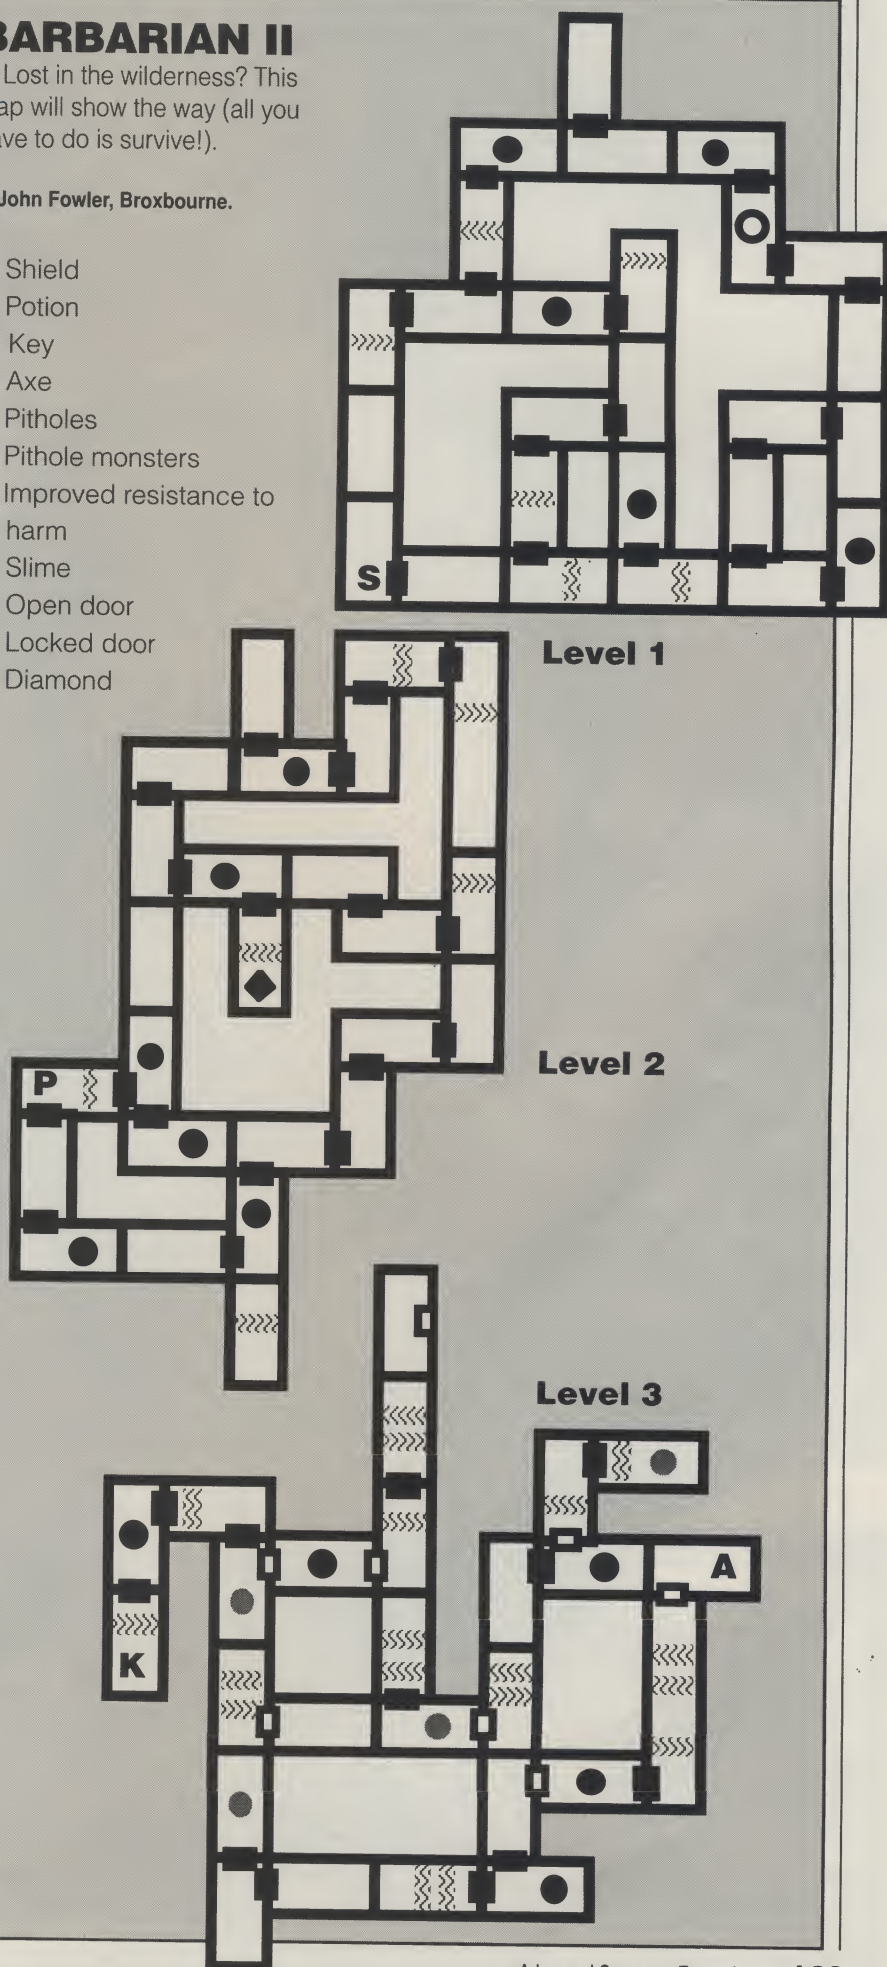 BARBARIAN II
Lost in the wilderness? This
ap will show the way (all you
ave to do is survive!).
John Fowler, Broxbourne.
Shield
Potion
Key
Axe
Pitholes
Pithole monsters
Improved resistance to
harm
Slime
Open door
Locked door
Diamond
S
Level 1
P
Level 2
Level 3
A
K